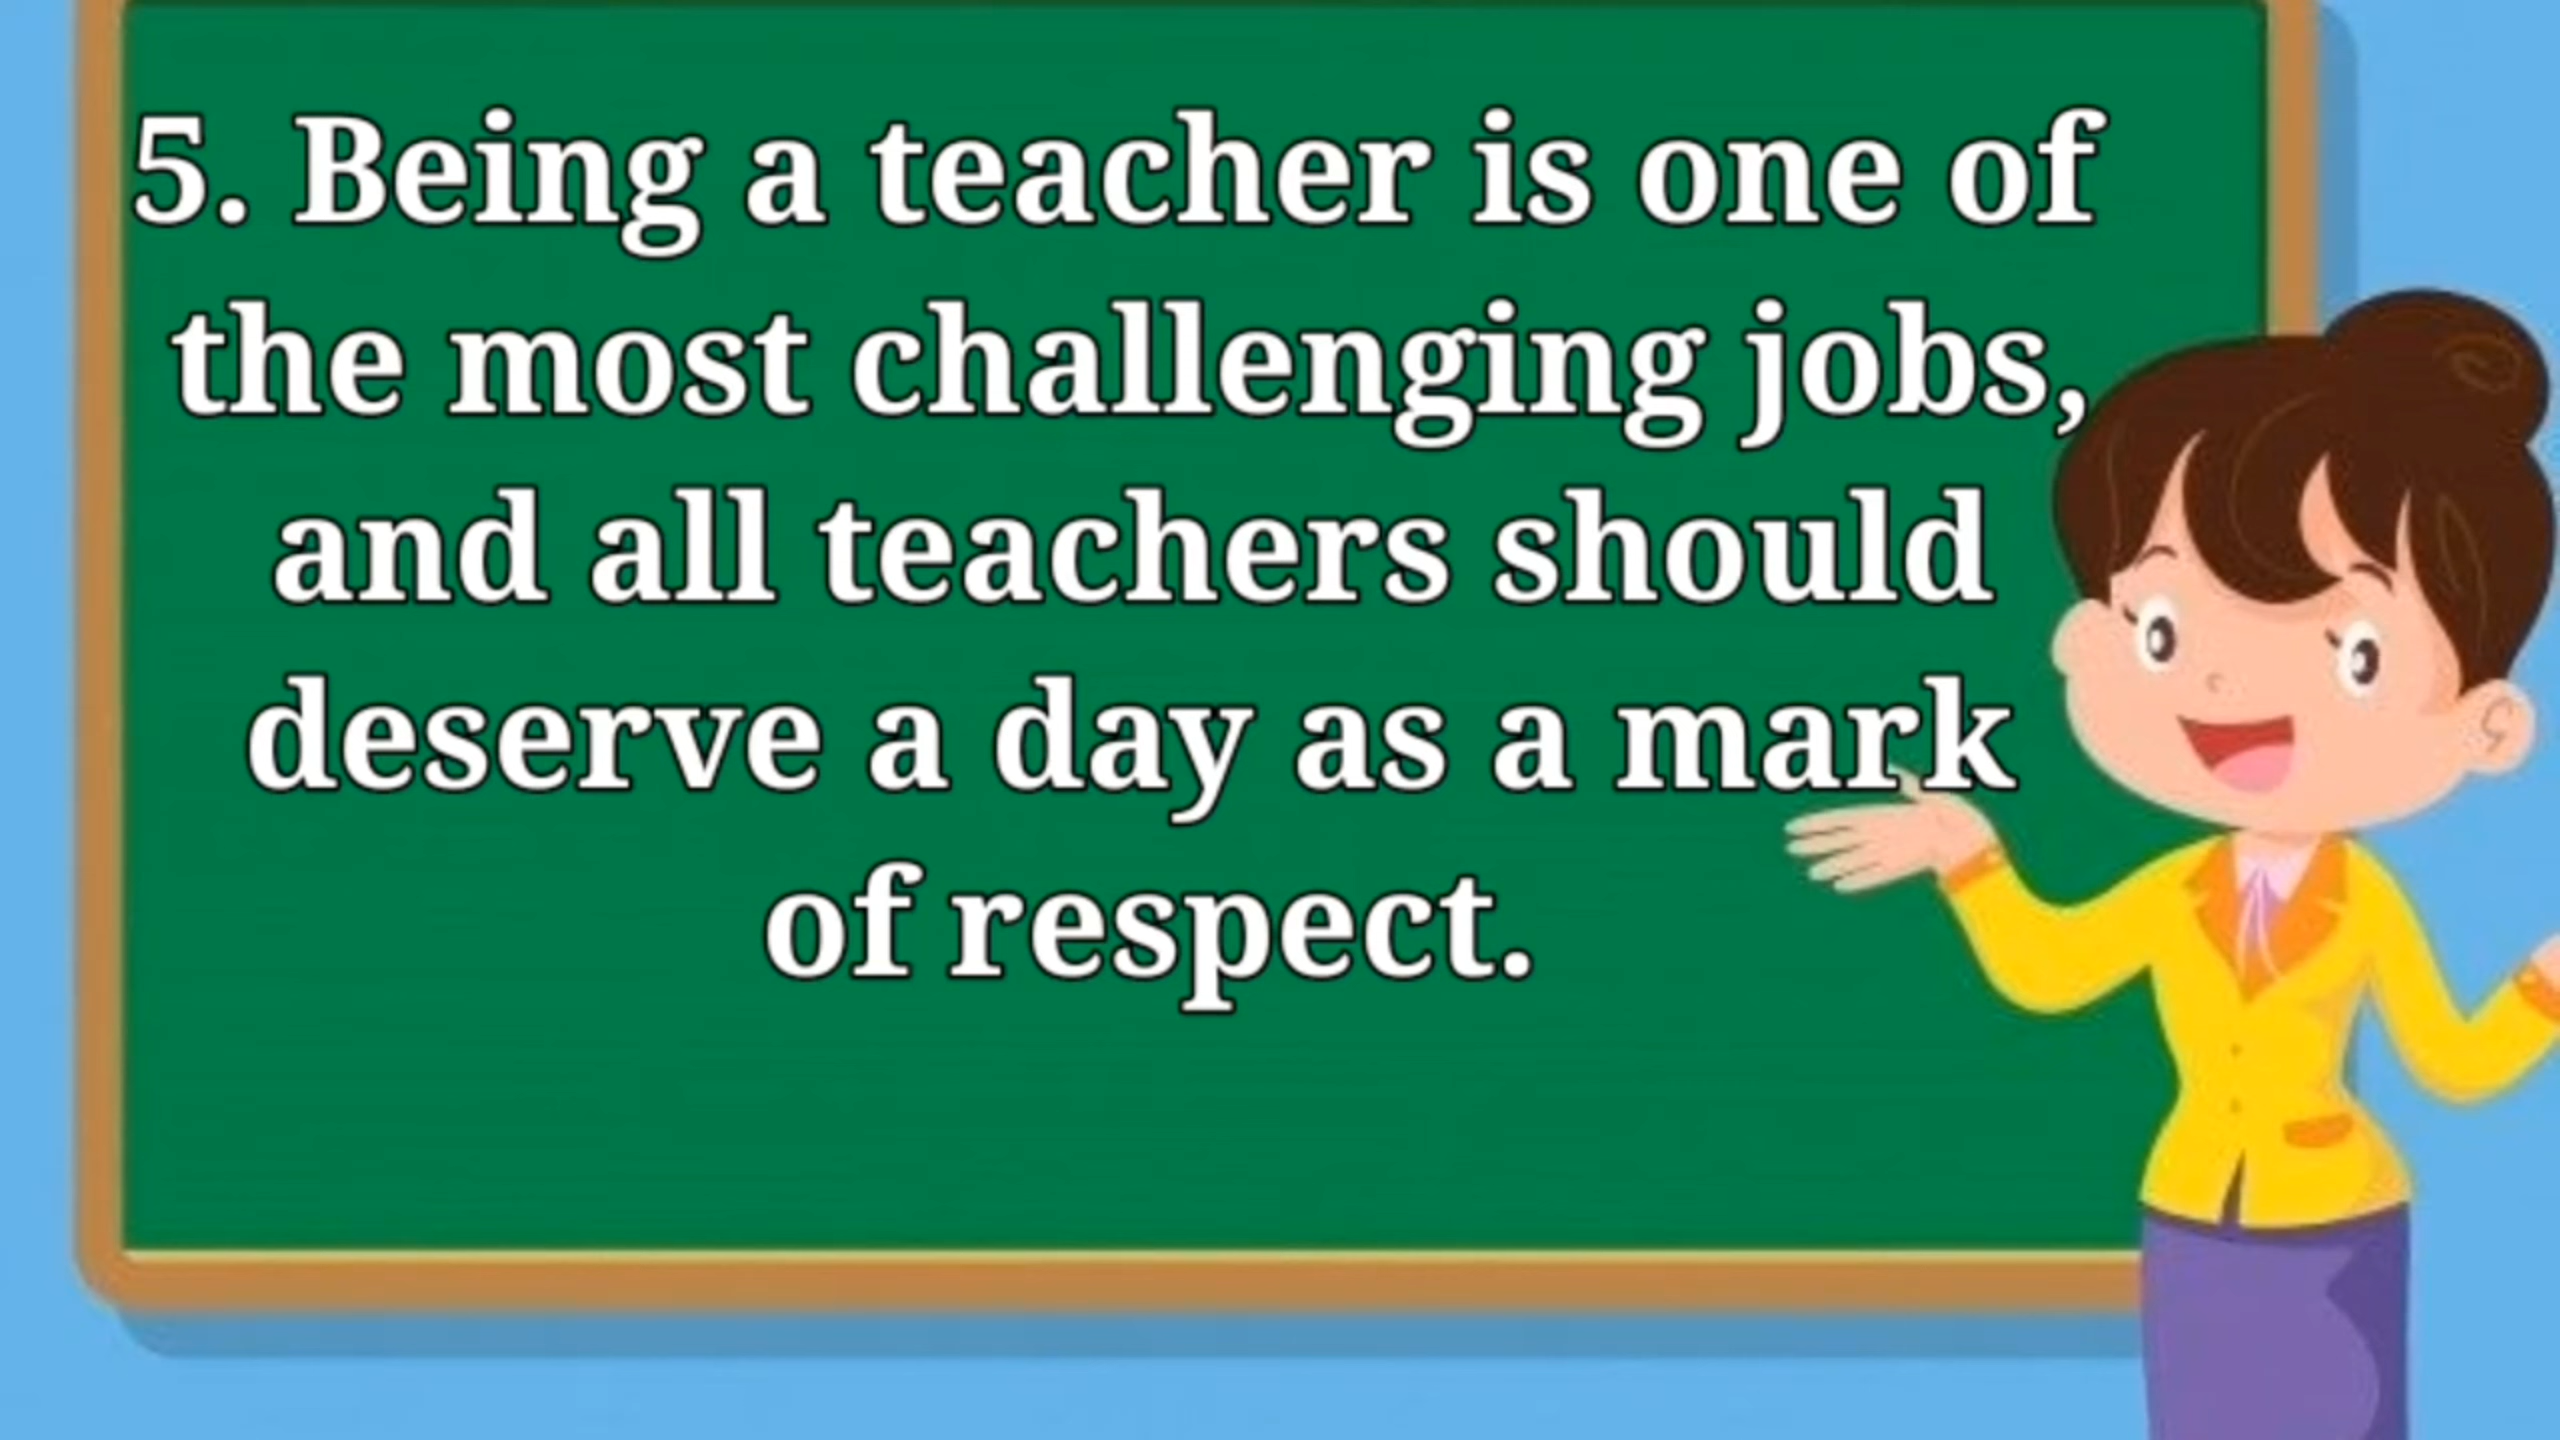 5. Being a teacher is one of
the most challenging jobs,
and all teachers should
deserve a day as a mark
of respect.